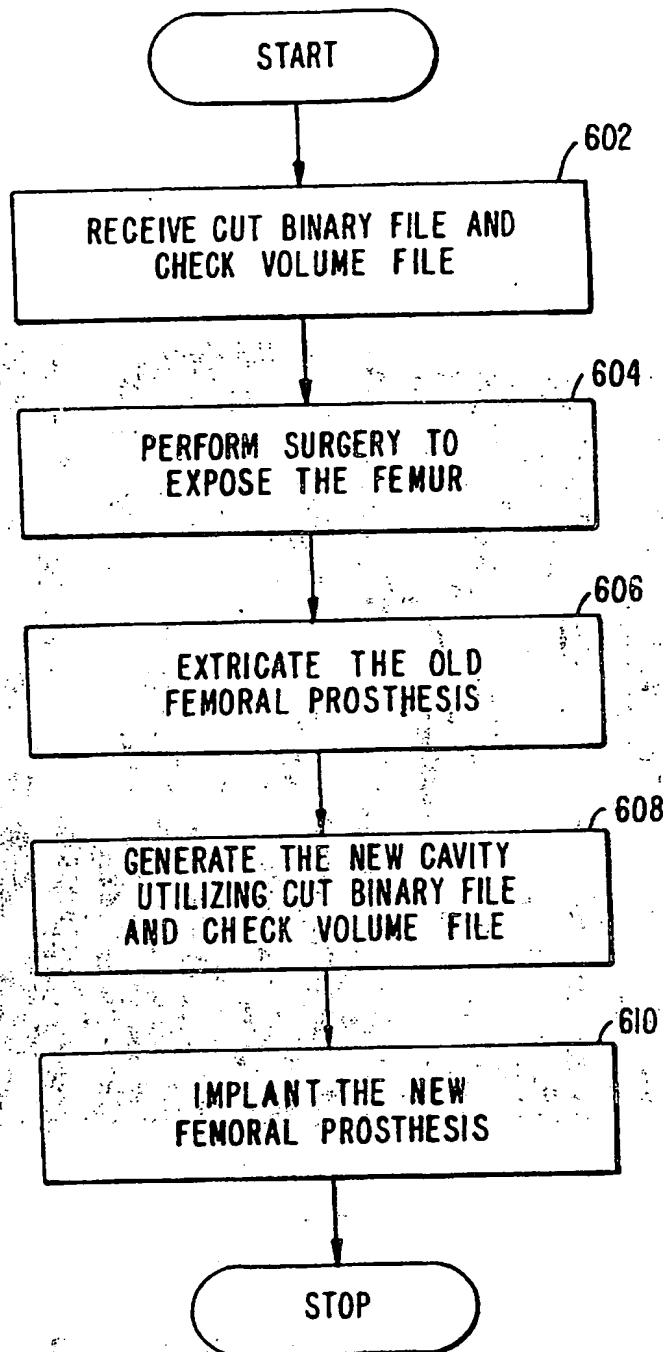 START
602
RECEIVE CUT BINARY FILE AND
CHECK VOLUME FILE
604
PERFORM SURGERY TO
EXPOSE THE FEMUR
606
EXTRICATE THE OLD
FEMORAL PROSTHESIS
608
GENERATE THE NEW CAVITY
UTILIZING CUT BINARY FILE
AND CHECK VOLUME FILE
610
IMPLANT THE NEW
FEMORAL PROSTHESIS
STOP